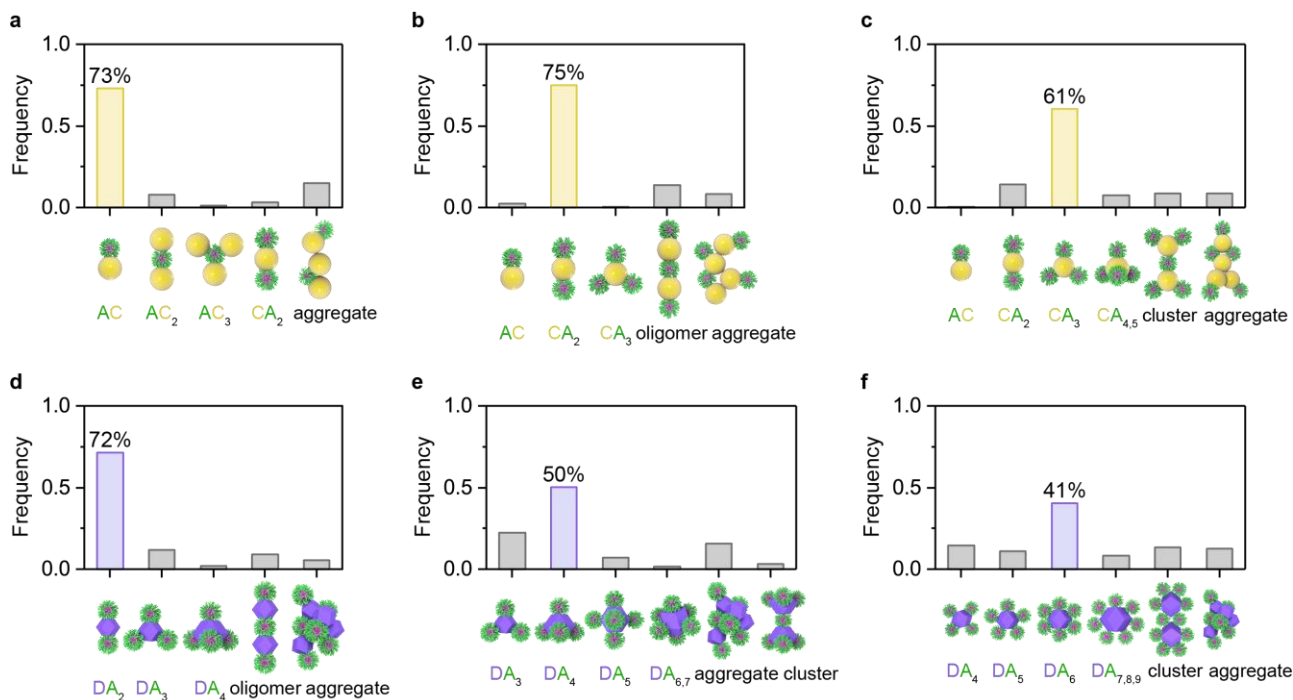 a
1.0
73%
Frequency
0.5
0.0
AC AC₂ AC₃ CA₂ aggregate
b
1.0
75%
Frequency
0.5
0.0
AC CA₂ CA₃ oligomer aggregate
c
1.0
61%
Frequency
0.5
0.0
AC CA₂ CA₃ CA₄,₅ cluster aggregate
d
1.0
72%
Frequency
0.5
0.0
DA₂ DA₃ DA₄ oligomer aggregate
e
1.0
50%
Frequency
0.5
0.0
DA₃ DA₄ DA₅ DA₆,₇ aggregate cluster
f
1.0
41%
Frequency
0.5
0.0
DA₄ DA₅ DA₆ DA₇,₈,₉ cluster aggregate